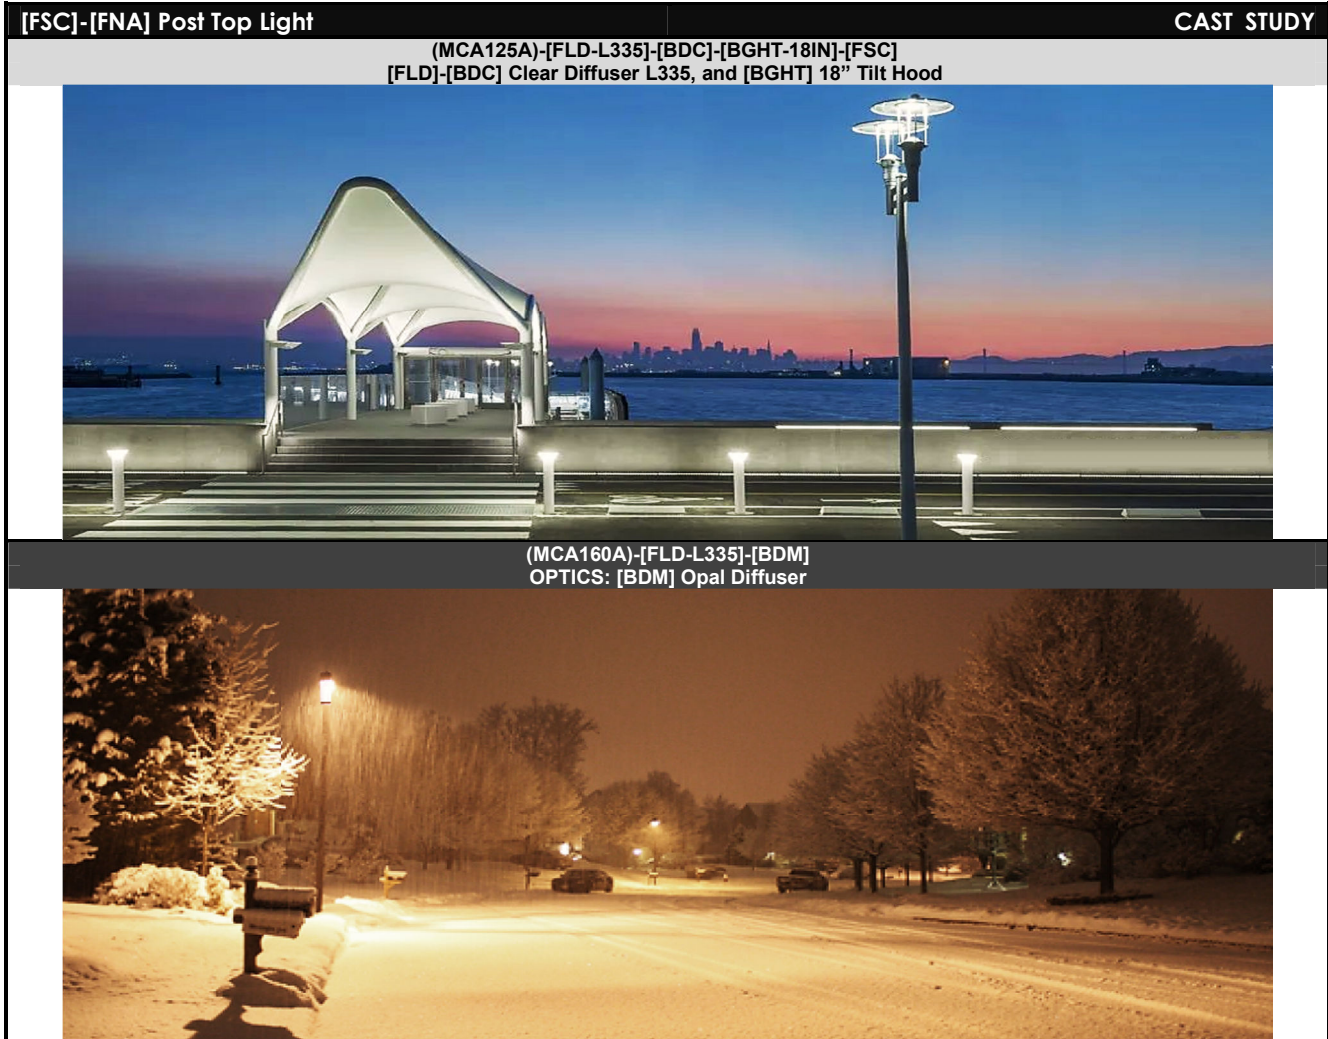 [FSC]-[FNA] Post Top Light
CAST STUDY
(MCA125A)-[FLD-L335]-[BDC]-[BGHT-18IN]-[FSC]
[FLD]-[BDC] Clear Diffuser L335, and [BGHT] 18” Tilt Hood
(MCA160A)-[FLD-L335]-[BDM]
OPTICS: [BDM] Opal Diffuser